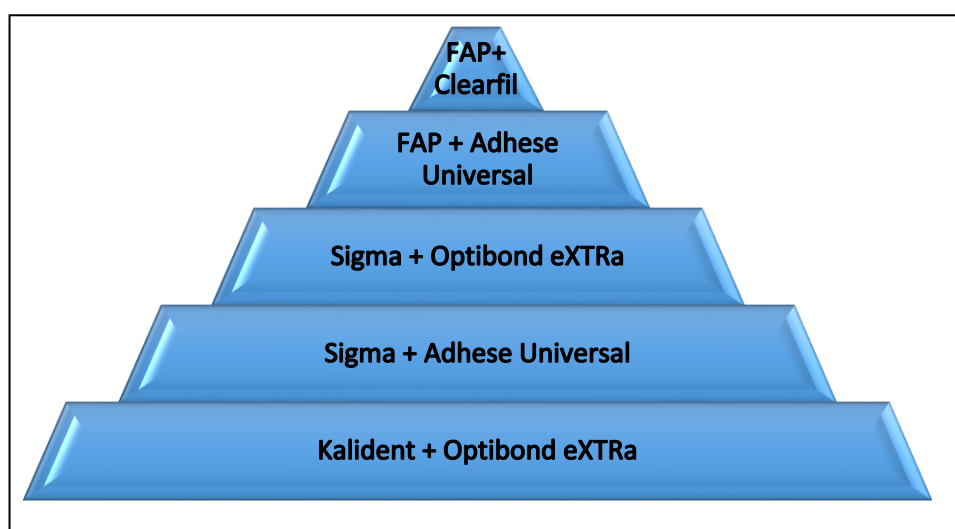 FAP+
Clearfil
FAP + Adhese
Universal
Sigma + Optibond eXTRa
Sigma + Adhese Universal
Kalident + Optibond eXTRa